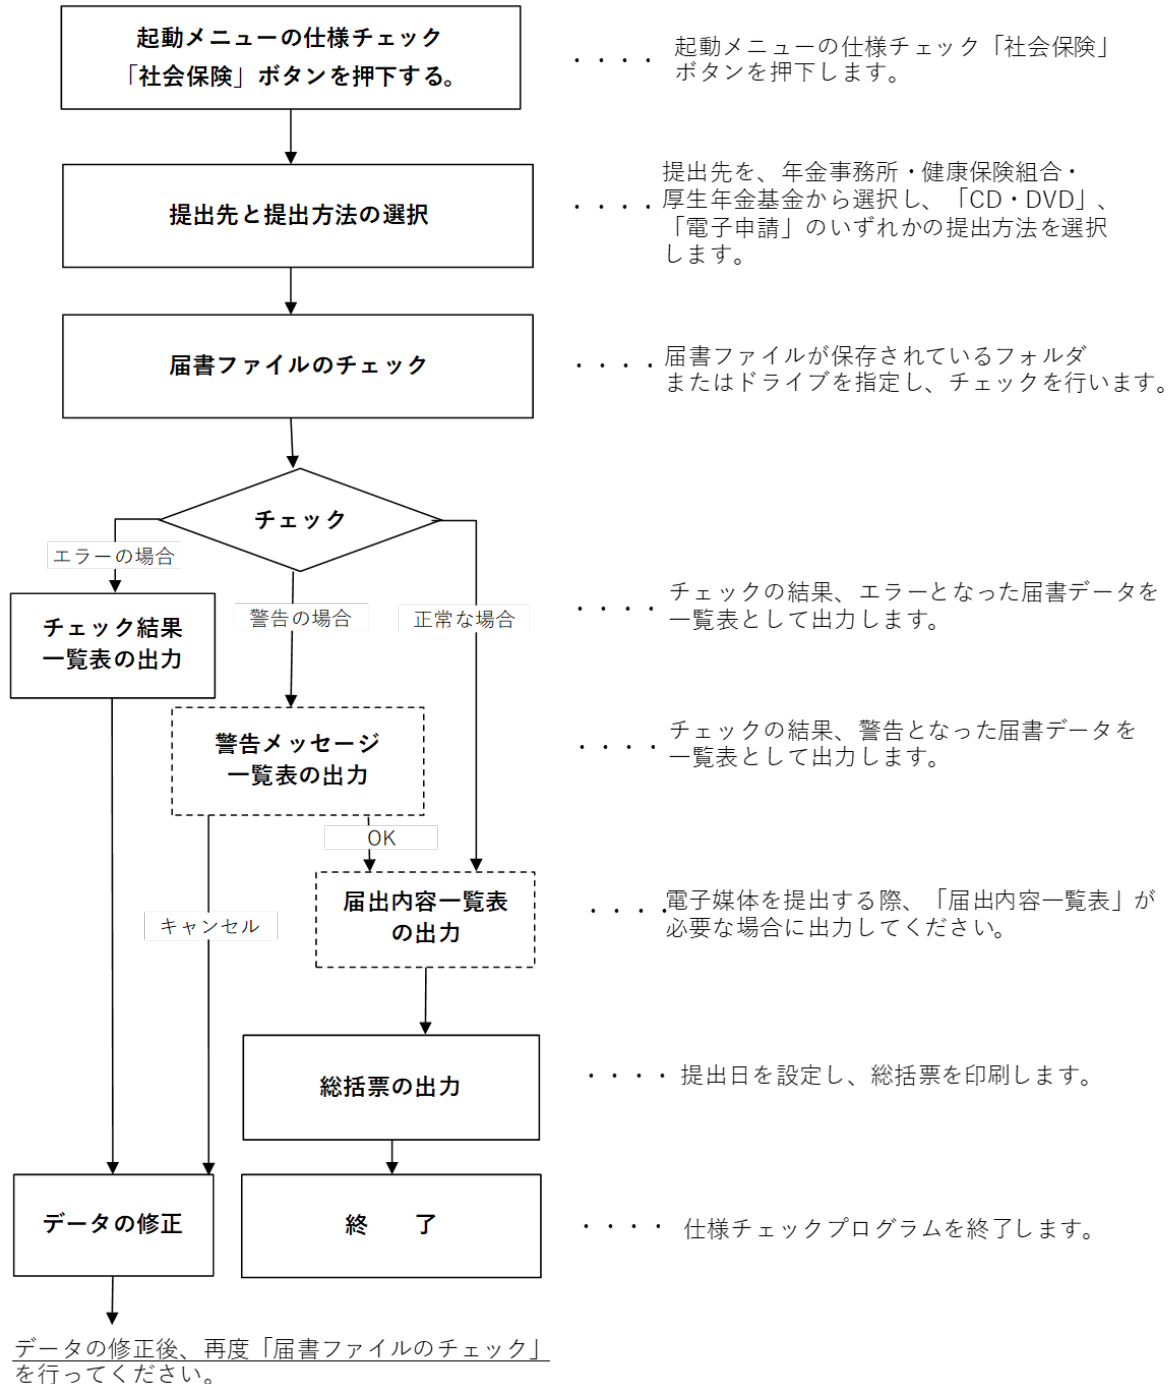 起動メニューの仕様チェック
「社会保険」ボタンを押下する。
・・・・ 起動メニューの仕様チェック「社会保険」
ボタンを押下します。
提出先と提出方法の選択
提出先を、年金事務所・健康保険組合・
・・・・ 厚生年金基金から選択し、「CD・DVD」、
「電子申請」のいずれかの提出方法を選択
します。
届書ファイルのチェック
・・・・ 届書ファイルが保存されているフォルダ
またはドライブを指定し、チェックを行います。
チェック
エラーの場合
警告の場合
正常な場合
チェック結果
一覧表の出力
・・・・ チェックの結果、エラーとなった届書データを
一覧表として出力します。
警告メッセージ
一覧表の出力
・・・・ チェックの結果、警告となった届書データを
一覧表として出力します。
OK
キャンセル
届出内容一覧表
の出力
・・・・ 電子媒体を提出する際、「届出内容一覧表」が
必要な場合に出力してください。
総括票の出力
・・・・ 提出日を設定し、総括票を印刷します。
データの修正
終　了
・・・・ 仕様チェックプログラムを終了します。
データの修正後、再度「届書ファイルのチェック」
を行ってください。